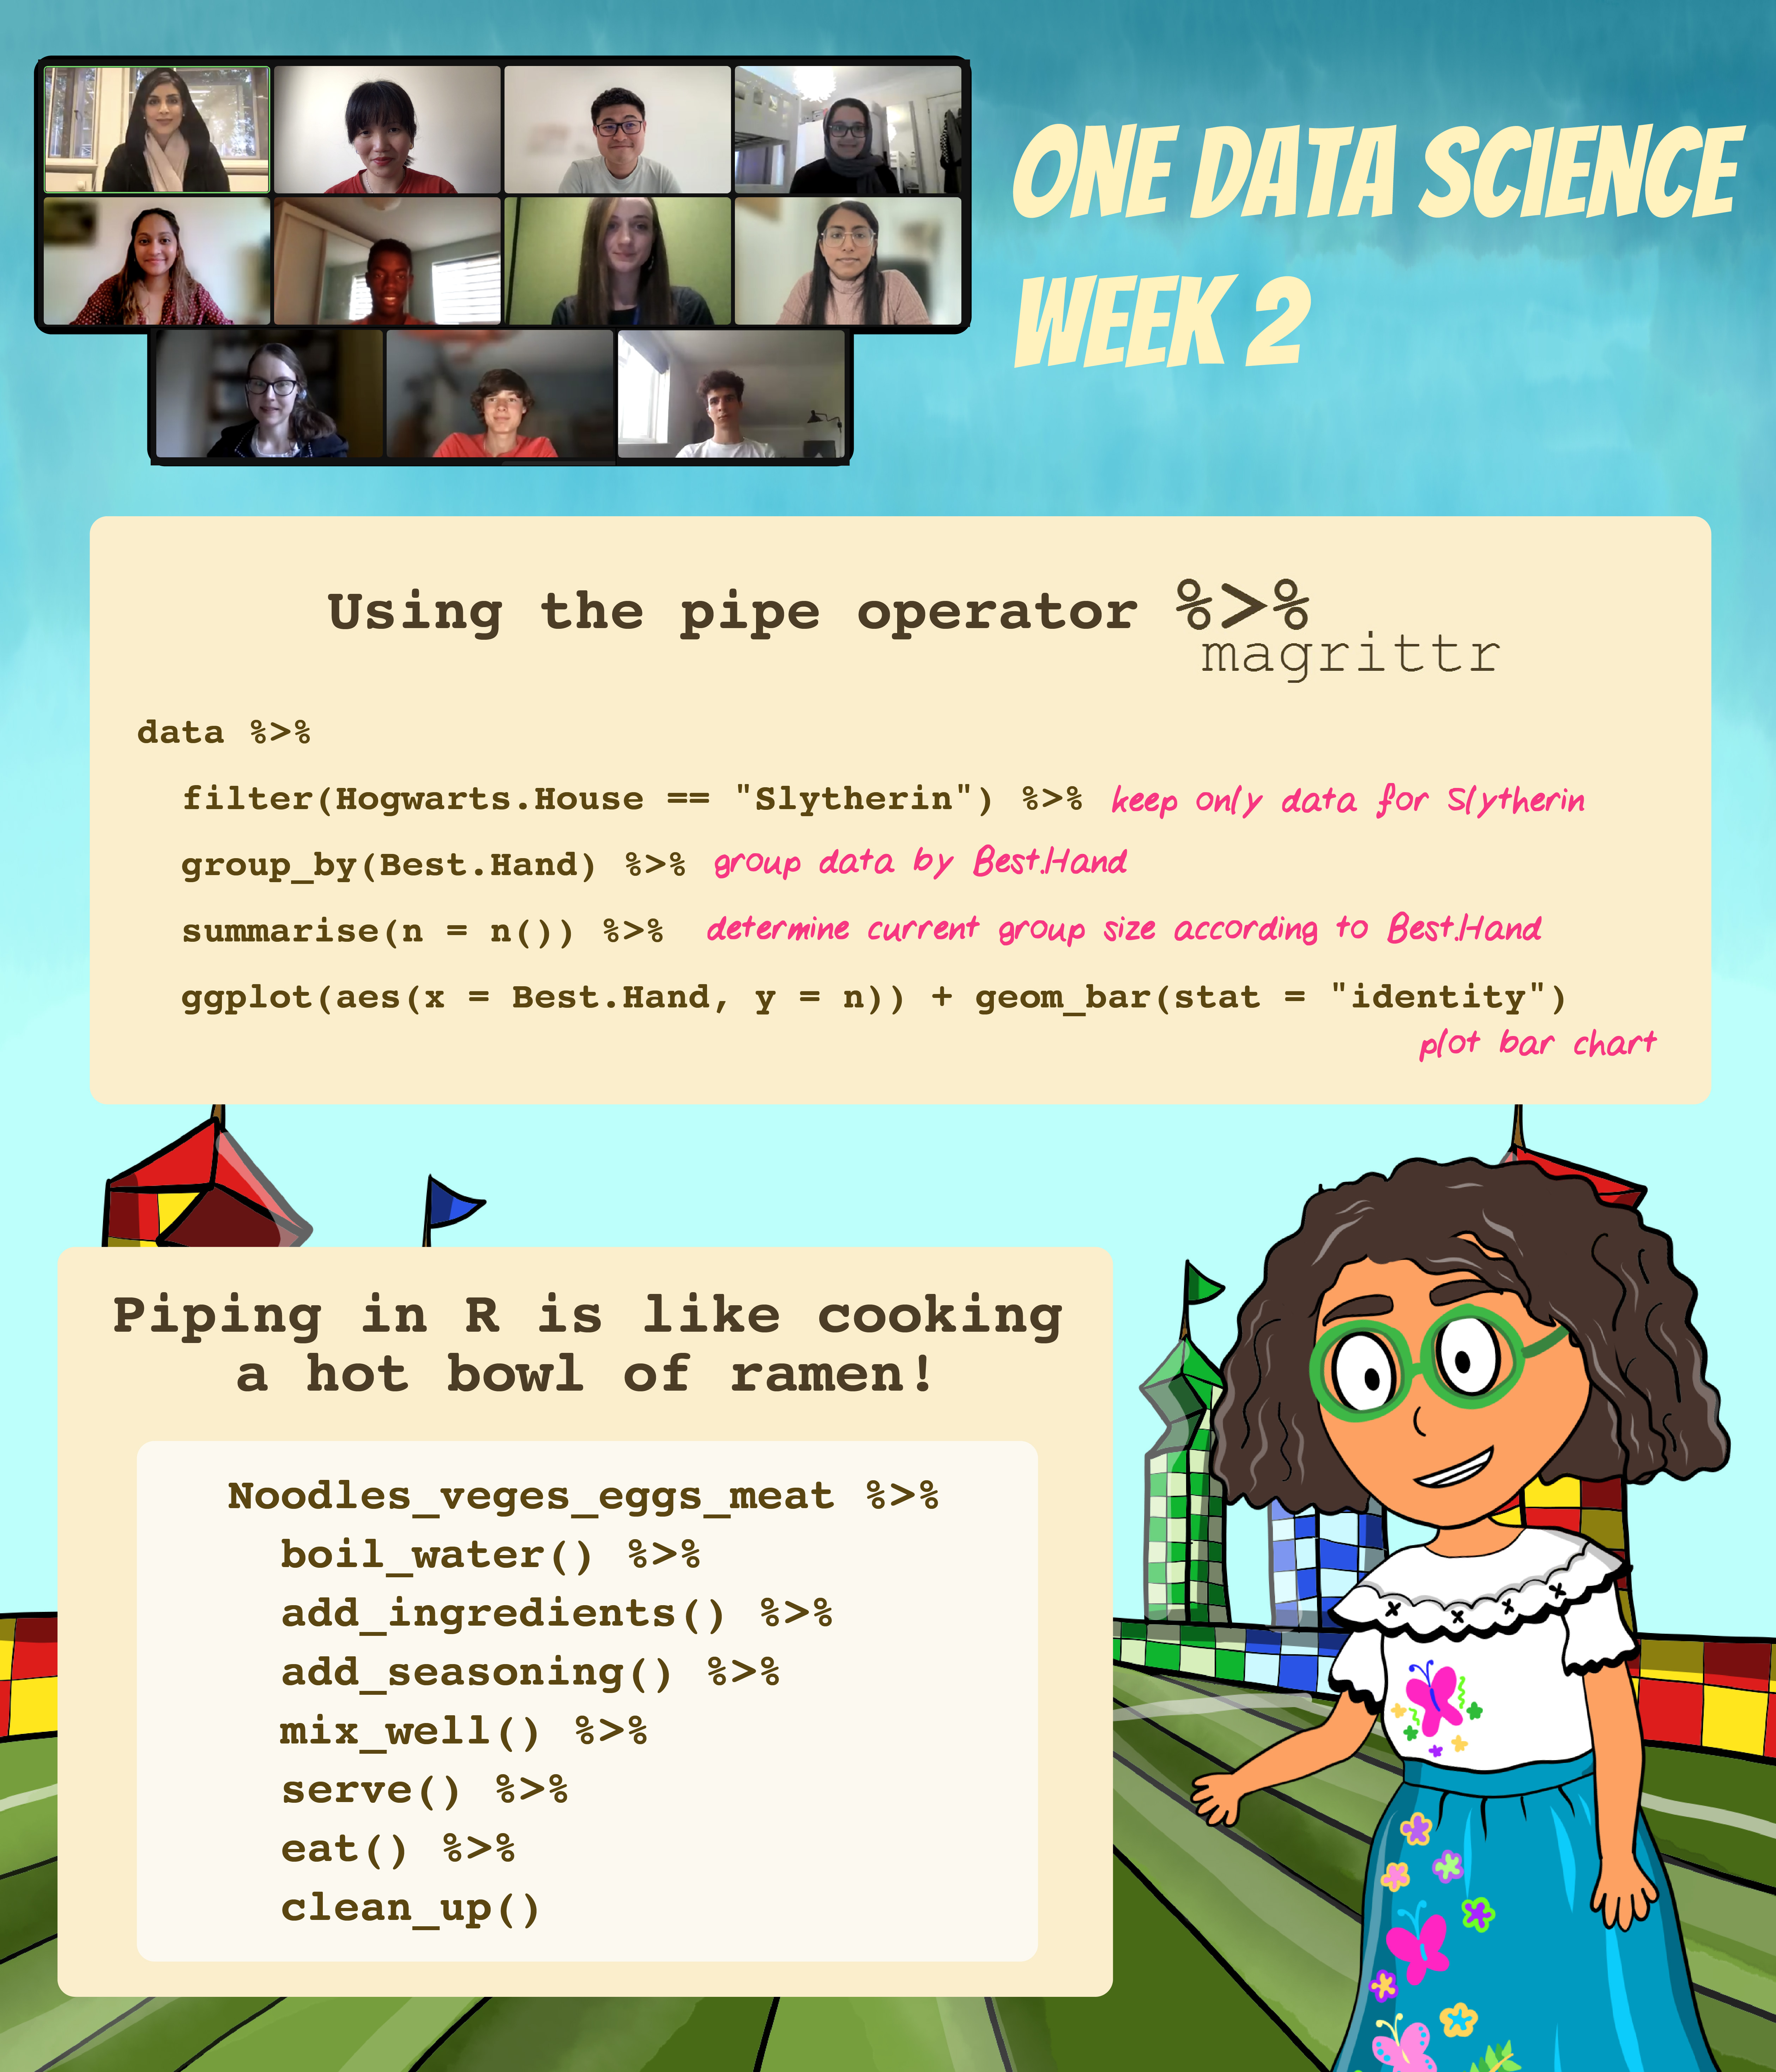 ONE DATA SCIENCE
WEEK 2
Using the pipe operator %>%
magrittr
data %>%
filter(Hogwarts.House == "Slytherin") %>% keep only data for Slytherin
group_by(Best.Hand) %>% group data by Best.Hand
summarise(n = n()) %>% determine current group size according to Best.Hand
ggplot(aes(x = Best.Hand, y = n)) + geom_bar(stat = "identity")
plot bar chart
Piping in R is like cooking
a hot bowl of ramen!
Noodles_veges_eggs_meat %>%
boil_water() %>%
add_ingredients() %>%
add_seasoning() %>%
mix_well() %>%
serve() %>%
eat() %>%
clean_up()